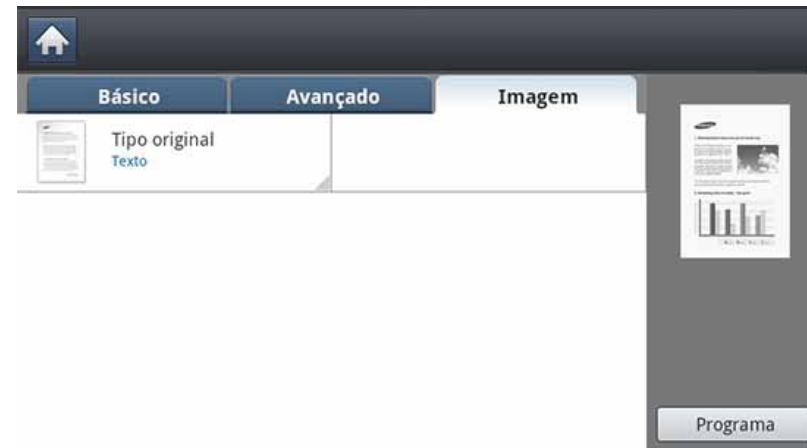 Básico
Avançado
Imagem
Tipo original
Texto
Programa